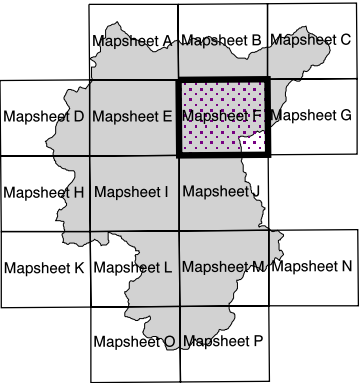 Mapsheet A
Mapsheet B
Mapsheet C
Mapsheet D
Mapsheet E
Mapsheet F
Mapsheet G
Mapsheet H
Mapsheet I
Mapsheet J
Mapsheet K
Mapsheet L
Mapsheet M
Mapsheet N
Mapsheet O
Mapsheet P